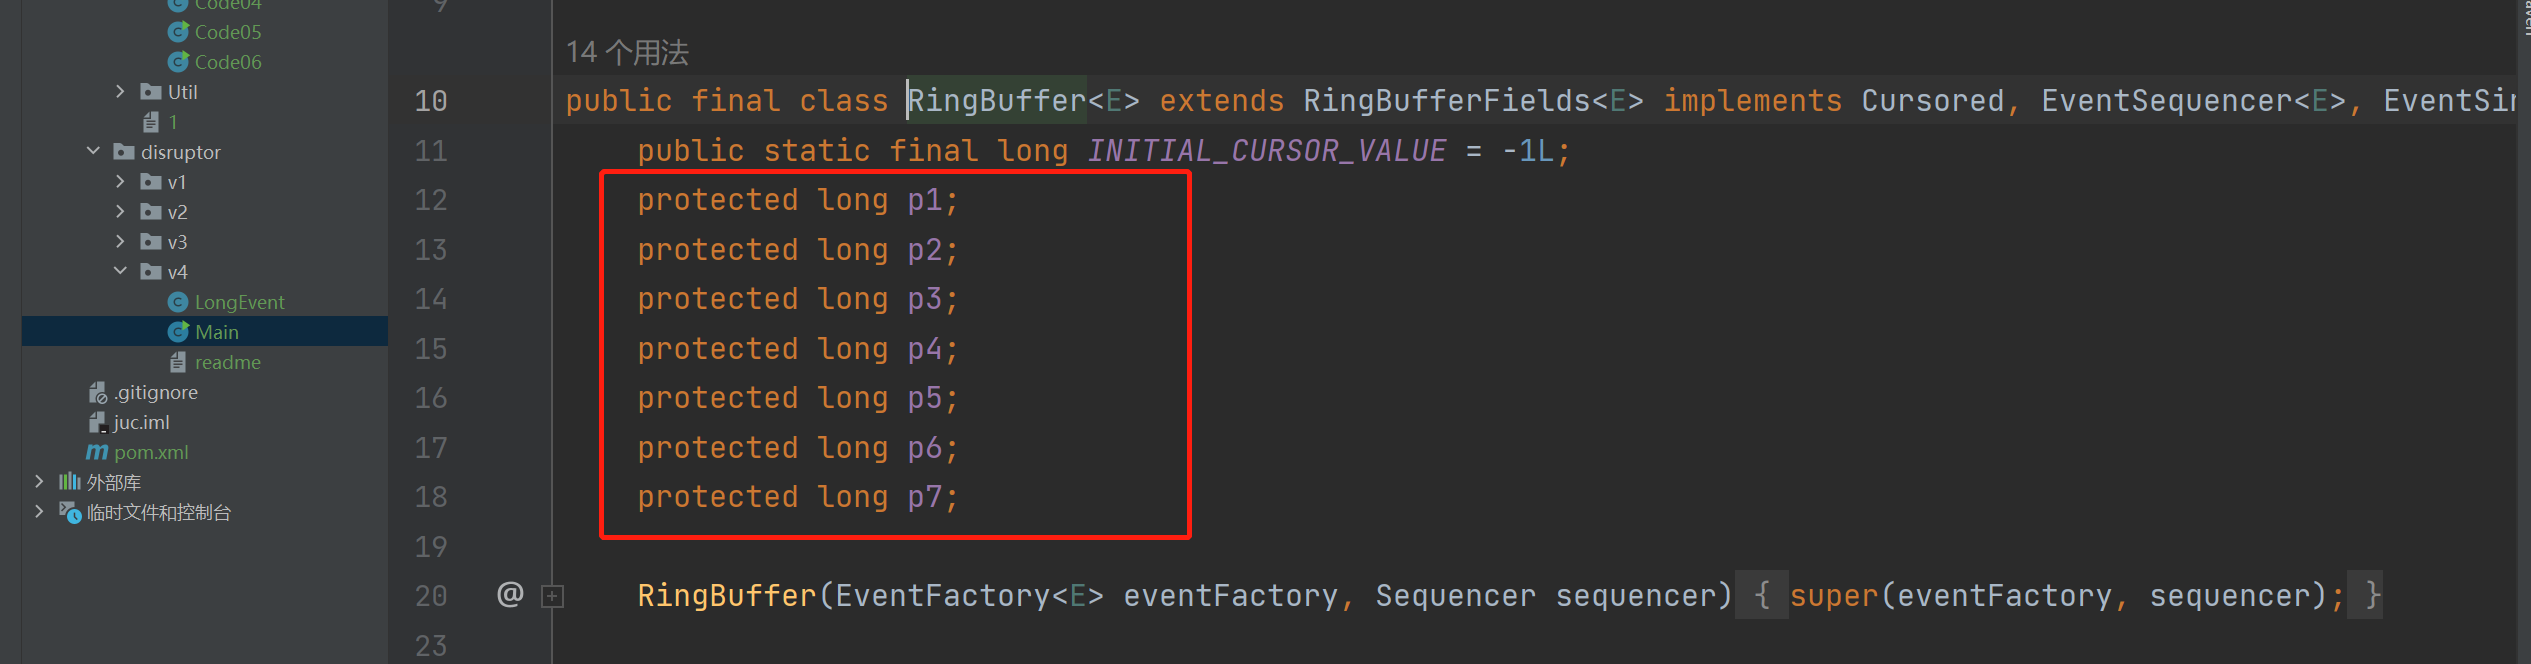 Code04
Code05
Code06
Util
1
disruptor
v1
v2
v3
v4
LongEvent
Main
readme
.gitignore
juc.iml
pom.xml
外部库
临时文件和控制台
9
14 个用法
10 public final class RingBuffer<E> extends RingBufferFields<E> implements Cursored, EventSequencer<E>, EventSin
11 public static final long INITIAL_CURSOR_VALUE = -1L;
12 protected long p1;
13 protected long p2;
14 protected long p3;
15 protected long p4;
16 protected long p5;
17 protected long p6;
18 protected long p7;
19
20 @ RingBuffer(EventFactory<E> eventFactory, Sequencer sequencer) { super(eventFactory, sequencer); }
23